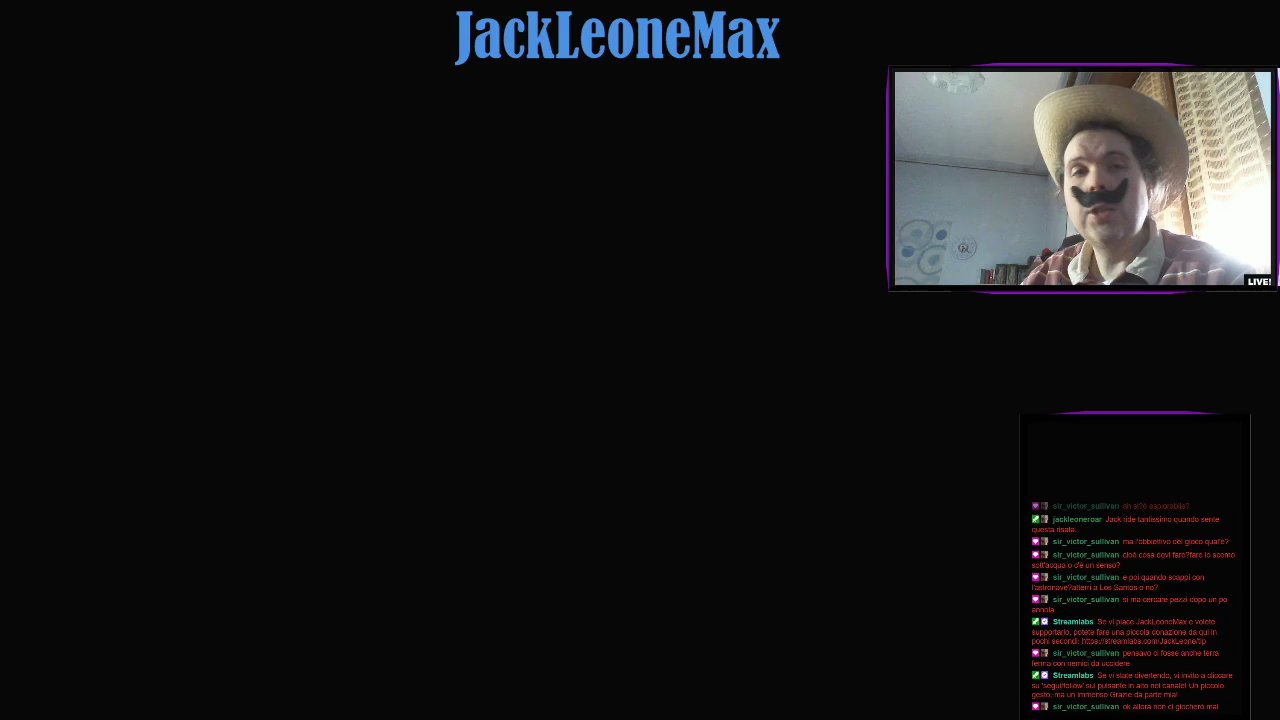 JackLeoneMax
LIVE!
sir_victor_sullivan ah si?è esplorabile?
jackleoneroar Jack ride tantissimo quando sente
questa risata.
sir_victor_sullivan ma l'obbiettivo del gioco qual'è?
sir_victor_sullivan cioè cosa devi fare?fare lo scemo
sott'acqua o c'è un senso?
sir_victor_sullivan e poi quando scappi con
l'astronave?atterri a Los Santos o no?
sir_victor_sullivan si ma cercare pezzi dopo un po
annoia
Streamlabs Se vi piace JackLeoneMax e volete
supportarlo, potete fare una piccola donazione da qui in
pochi secondi: https://streamlabs.com/JackLeone/tip
sir_victor_sullivan pensavo ci fosse anche terra
ferma con nemici da uccidere
Streamlabs Se vi state divertendo, vi invito a cliccare
su 'segui/follow' sul pulsante in alto nel canale! Un piccolo
gesto, ma un immenso Grazie da parte mia!
sir_victor_sullivan ok allora non ci giocherò mai